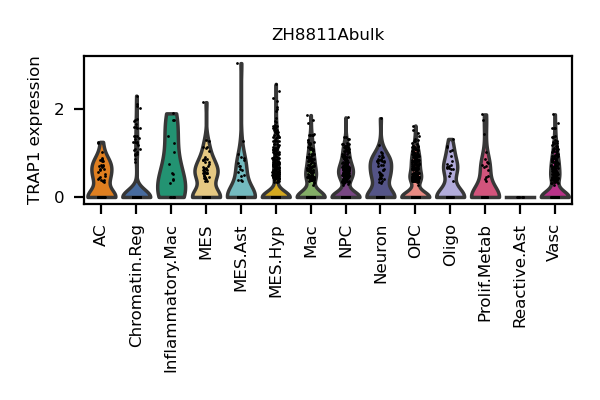 ZH8811Abulk
TRAP1 expression
2
0
AC
Chromatin.Reg
Inflammatory.Mac
MES
MES.Ast
MES.Hyp
Mac
NPC
Neuron
OPC
Oligo
Prolif.Metab
Reactive.Ast
Vasc